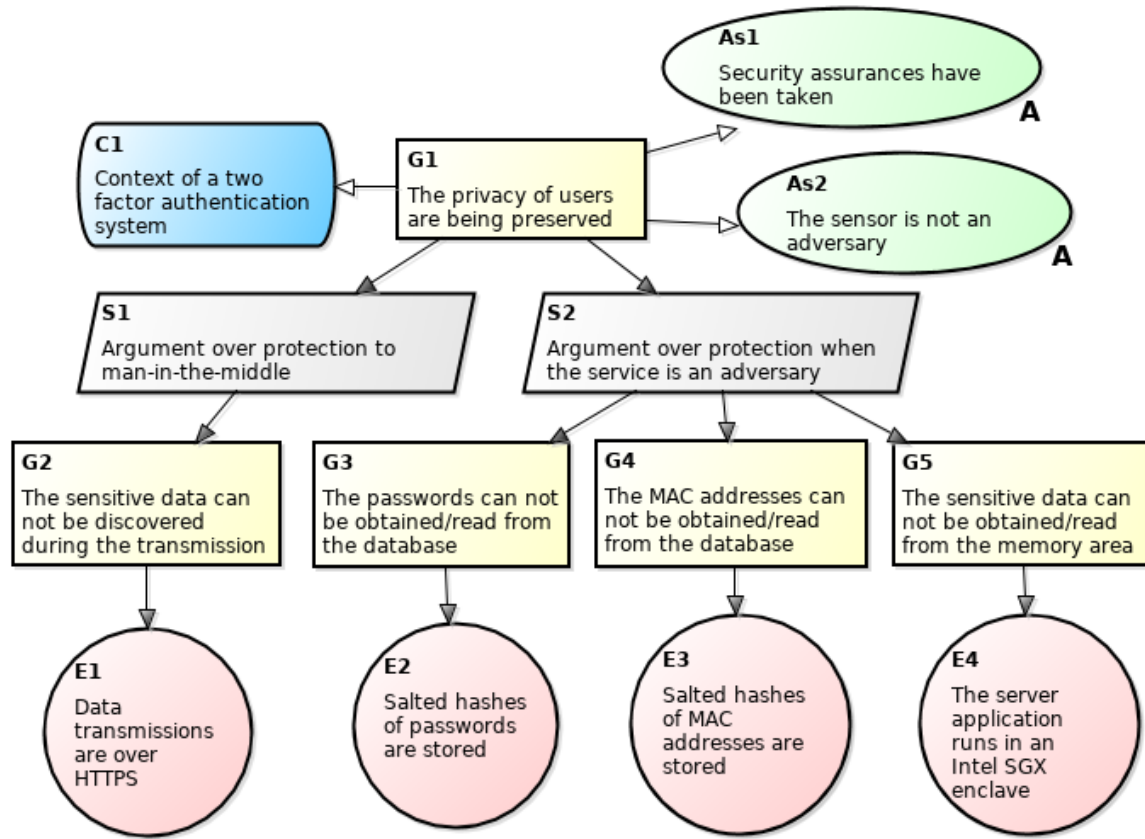 As1
Security assurances have
been taken
A
C1
Context of a two
factor authentication
system
G1
The privacy of users
are being preserved
As2
The sensor is not an
adversary
A
S1
Argument over protection to
man-in-the-middle
S2
Argument over protection when
the service is an adversary
G2
The sensitive data can
not be discovered
during the transmission
G3
The passwords can not
be obtained/read from
the database
G4
The MAC addresses can
not be obtained/read
from the database
G5
The sensitive data can
not be obtained/read
from the memory area
E1
Data
transmissions
are over
HTTPS
E2
Salted hashes
of passwords
are stored
E3
Salted hashes
of MAC
addresses are
stored
E4
The server
application
runs in an
Intel SGX
enclave